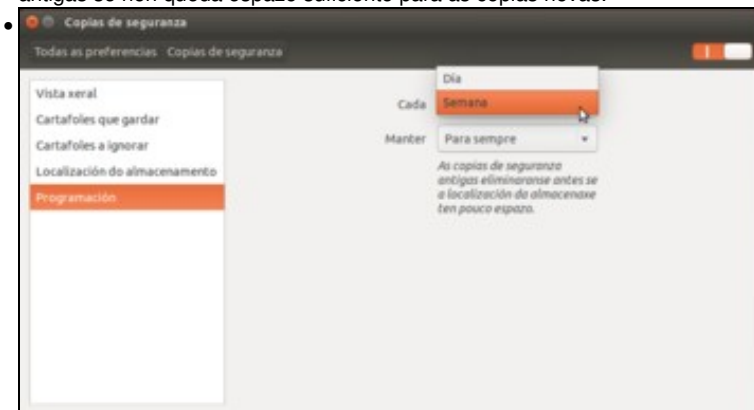 antigas se non queda espazo suficiente para as copias novas.
Copias de seguranza
Todas as preferencias Copias de seguranza
Día
Vista xeral
Cada Semana
Cartafoles que gardar
Manter Para sempre
Cartafoles a ignorar
As copias de seguranza
Localización do almacenamento
antigas eliminaranse antes se
Programación
a localización da almacenaxe
ten pouco espazo.